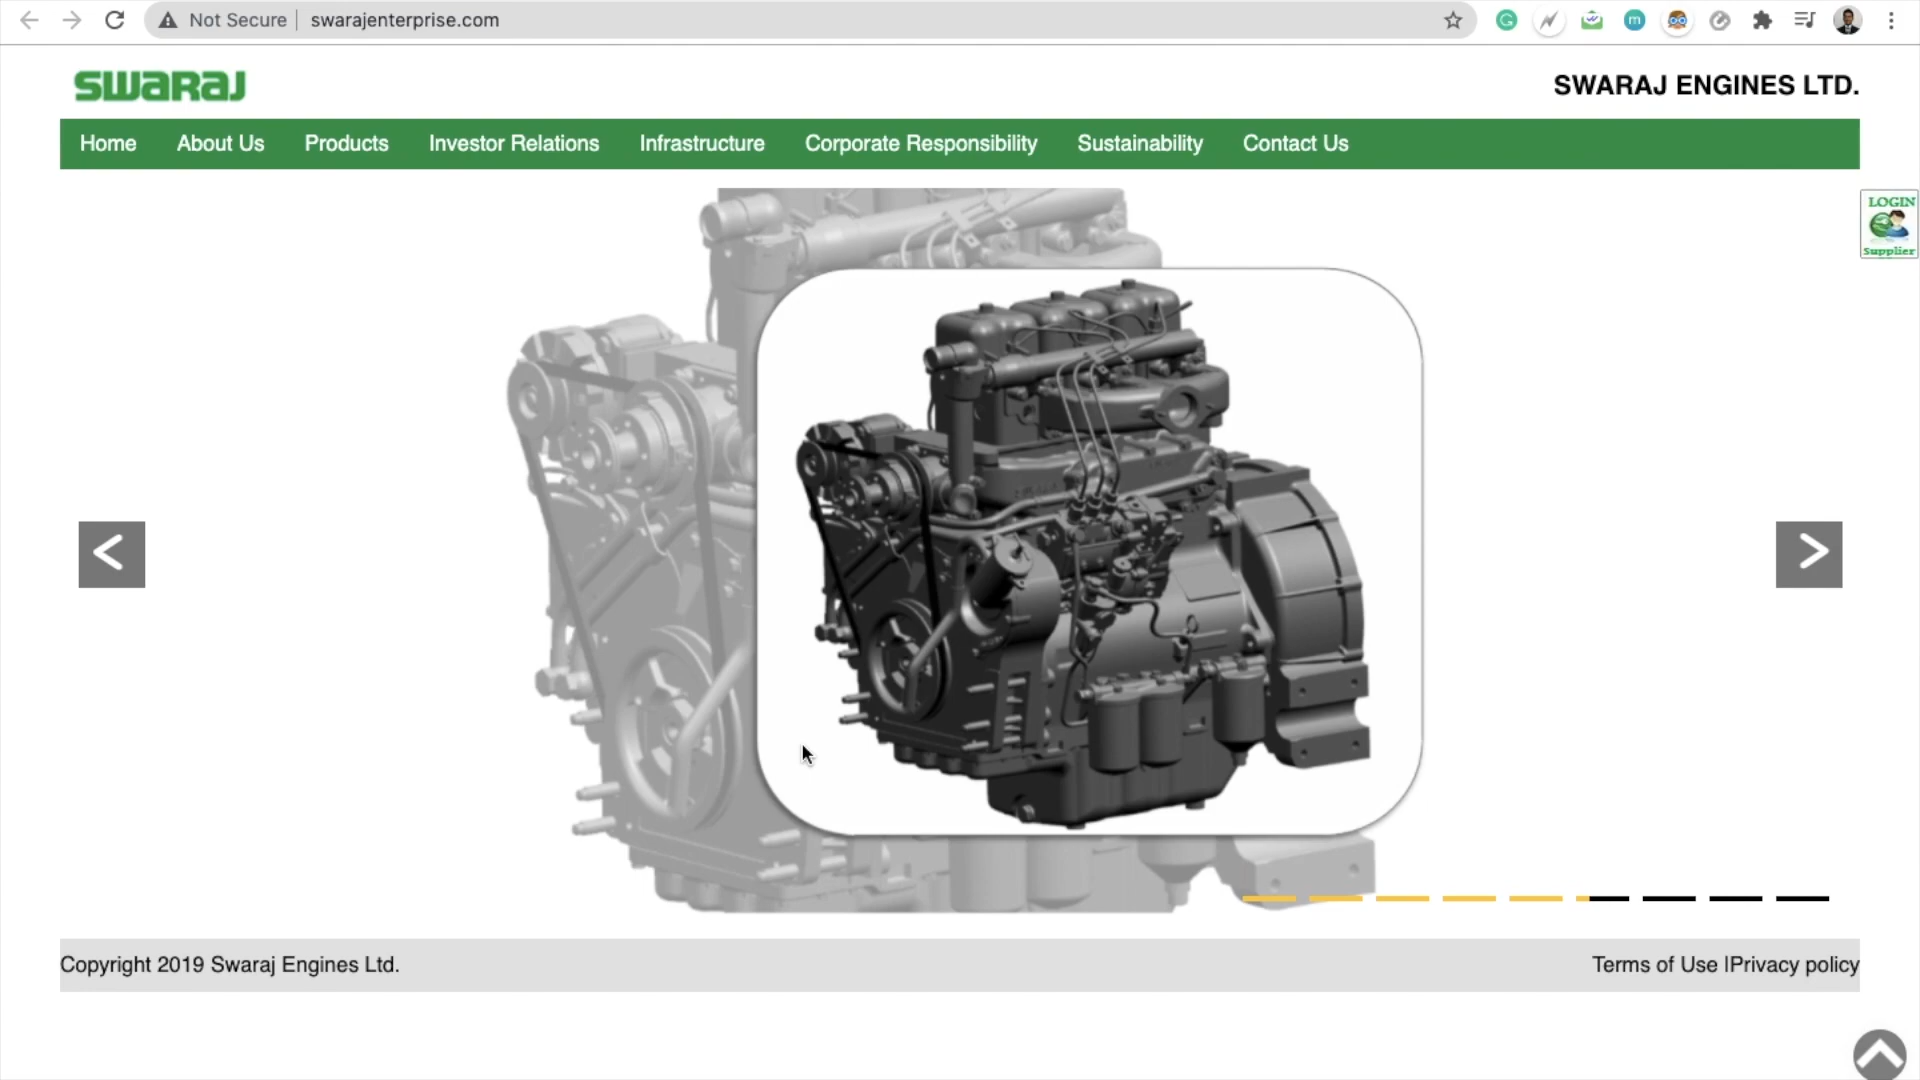 Not Secure
swarajenterprise.com
swaraj
SWARAJ ENGINES LTD.
Home
About Us
Products
Investor Relations
Infrastructure
Corporate Responsibility
Sustainability
Contact Us
LOGIN
Supplier
Copyright 2019 Swaraj Engines Ltd.
Terms of Use |Privacy policy